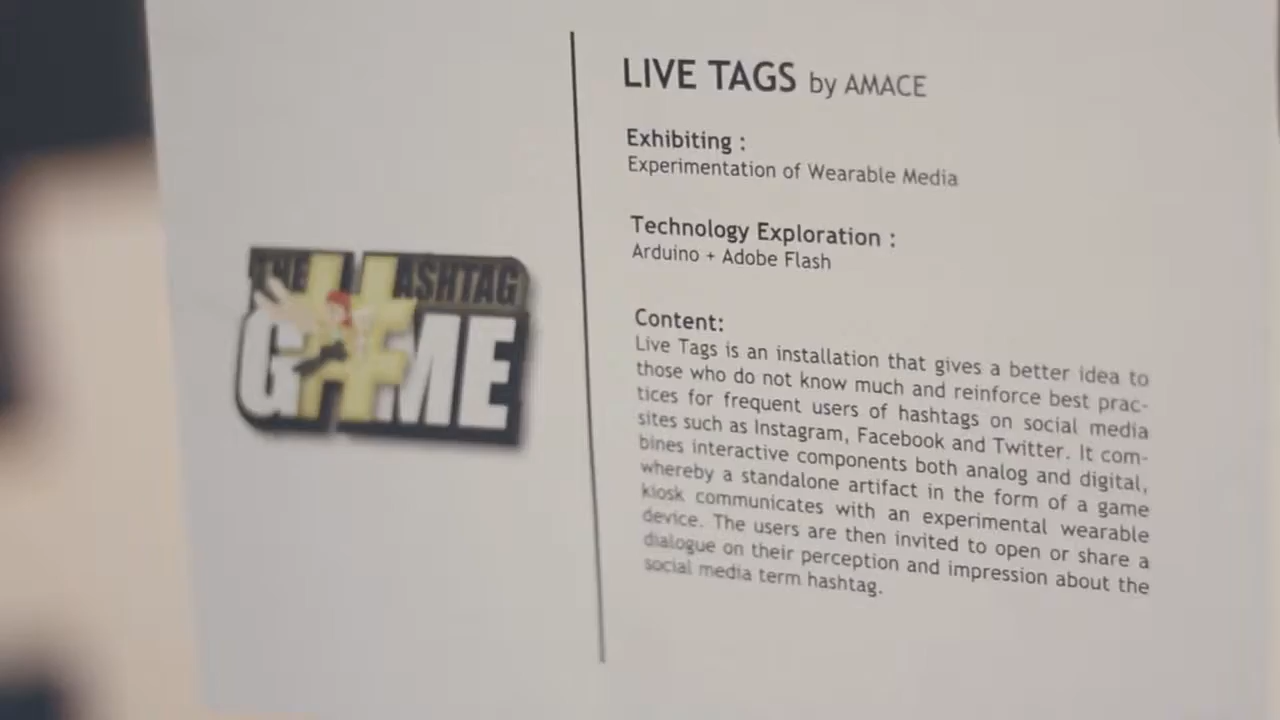 THE HASHTAG
GAME
LIVE TAGS by AMACE
Exhibiting :
Experimentation of Wearable Media
Technology Exploration :
Arduino + Adobe Flash
Content:
Live Tags is an installation that gives a better idea to
those who do not know much and reinforce best prac-
tices for frequent users of hashtags on social media
sites such as Instagram, Facebook and Twitter. It com-
bines interactive components both analog and digital,
whereby a standalone artifact in the form of a game
kiosk communicates with an experimental wearable
device. The users are then invited to open or share a
dialogue on their perception and impression about the
social media term hashtag.